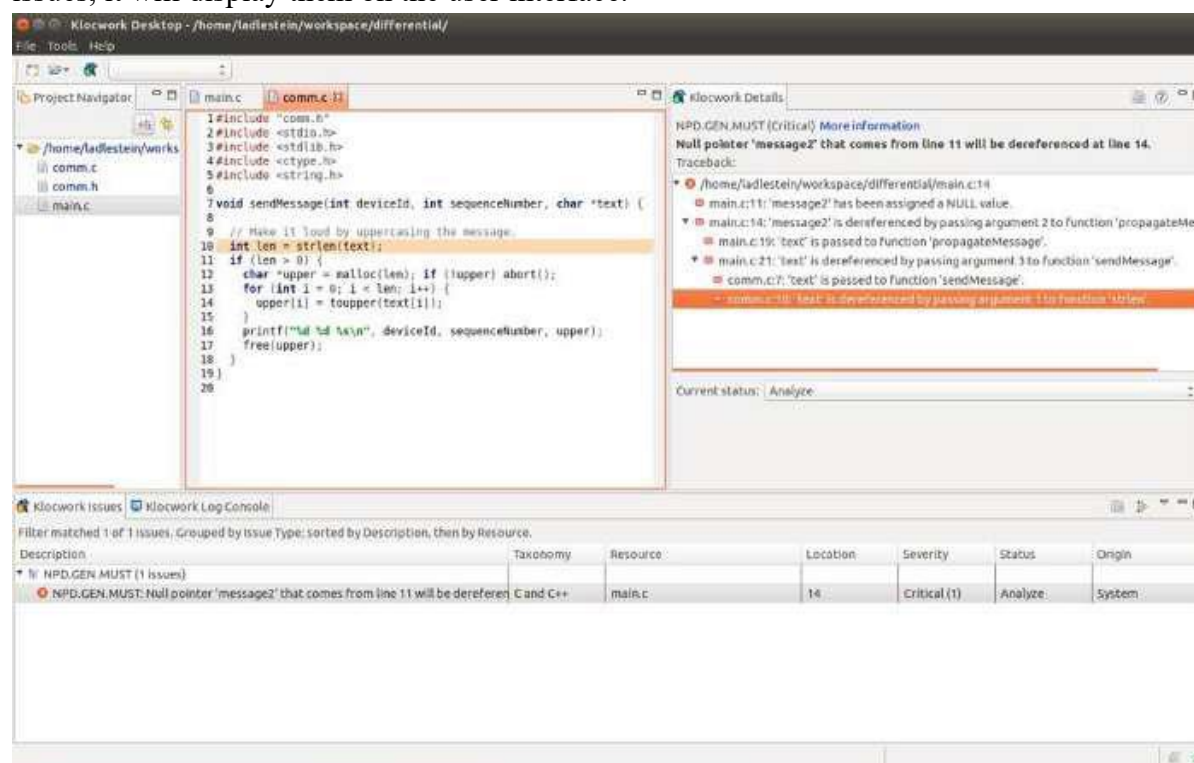 issues, it will display them on the user interface.
Klocwork Desktop - /home/ladlestein/workspace/differential/
File Tools Help
Project Navigator
main.c
comm.c
Klocwork Details
/home/ladlestein/works
comm.c
comm.h
main.c
1 #include "comm.h"
2 #include <stdio.h>
3 #include <stdlib.h>
4 #include <ctype.h>
5 #include <string.h>
6
7 void sendMessage(int deviceId, int sequenceNumber, char *text) {
8
9 // Make it loud by uppercasing the message.
10 int len = strlen(text);
11 if (len > 0) {
12 char *upper = malloc(len); if (!upper) abort();
13 for (int i = 0; i < len; i++) {
14 upper[i] = toupper(text[i]);
15 }
16 printf("%d %d %s\n", deviceId, sequenceNumber, upper);
17 free(upper);
18 }
19 }
20
NPD.GEN.MUST (Critical) More information
Null pointer 'message2' that comes from line 11 will be dereferenced at line 14.
Traceback:
/home/ladlestein/workspace/differential/main.c:14
main.c:11: 'message2' has been assigned a NULL value.
main.c:14: 'message2' is dereferenced by passing argument 2 to function 'propagateMe
main.c:19: 'text' is passed to function 'propagateMessage'.
main.c:21: 'text' is dereferenced by passing argument 3 to function 'sendMessage'.
comm.c:7: 'text' is passed to function 'sendMessage'.
comm.c:10: 'text' is dereferenced by passing argument 1 to function 'strlen'.
Current status: Analyze
Klocwork Issues Klocwork Log Console
Filter matched 1 of 1 issues. Grouped by Issue Type; sorted by Description, then by Resource.
Description Taxonomy Resource Location Severity Status Origin
NPD.GEN.MUST (1 issues)
NPD.GEN.MUST: Null pointer 'message2' that comes from line 11 will be dereferen C and C++ main.c 14 Critical (1) Analyze System